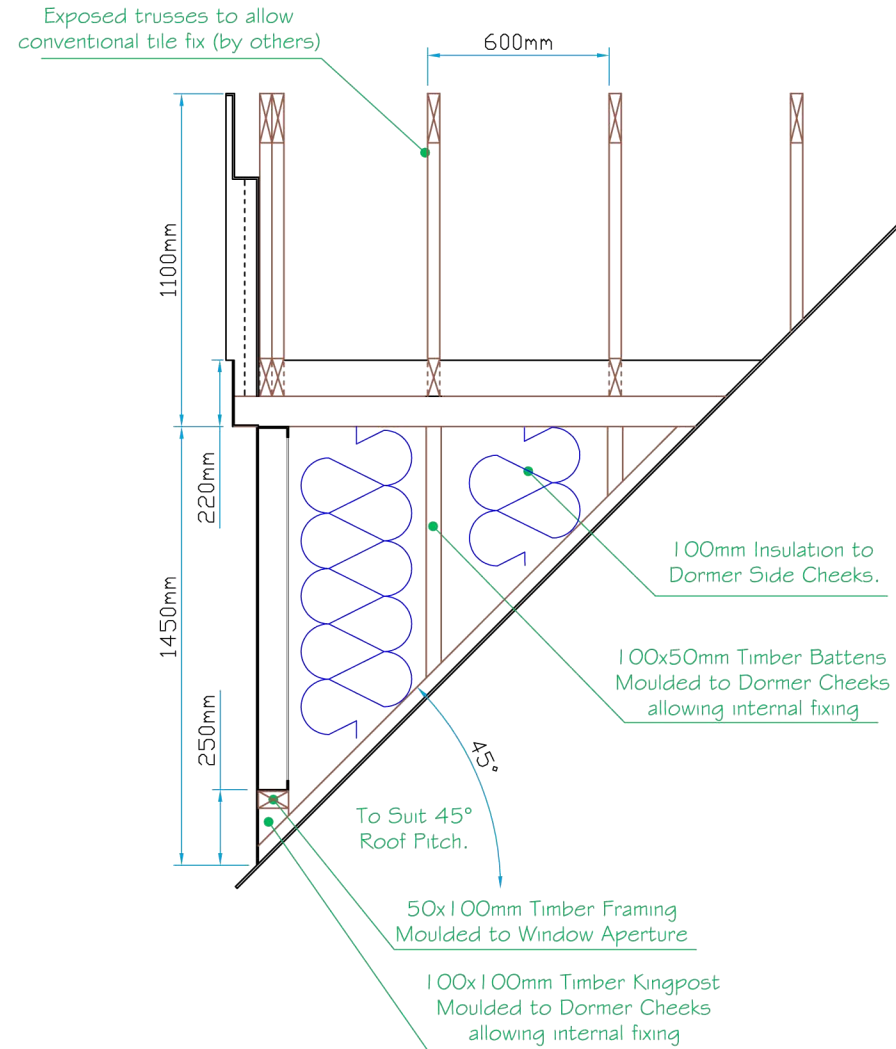 Exposed trusses to allow
conventional tile fix (by others)
600mm
1100mm
220mm
1450mm
250mm
100mm Insulation to
Dormer Side Cheeks.
100x50mm Timber Battens
Moulded to Dormer Cheeks
allowing internal fixing
45°
To Suit 45°
Roof Pitch.
50x100mm Timber Framing
Moulded to Window Aperture
100x100mm Timber Kingpost
Moulded to Dormer Cheeks
allowing internal fixing